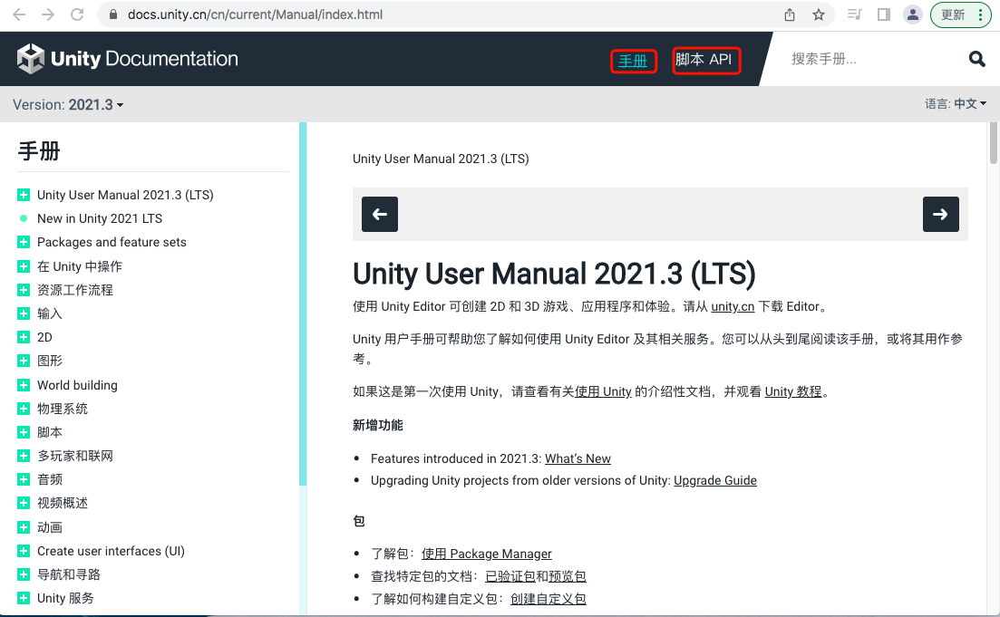 docs.unity.cn/cn/current/Manual/index.html
更新
Unity Documentation
手册
脚本 API
搜索手册...
Version: 2021.3
语言: 中文
手册
Unity User Manual 2021.3 (LTS)
New in Unity 2021 LTS
Packages and feature sets
在 Unity 中操作
资源工作流程
输入
2D
图形
World building
物理系统
脚本
多玩家和联网
音频
视频概述
动画
Create user interfaces (UI)
导航和寻路
Unity 服务
Unity User Manual 2021.3 (LTS)
Unity User Manual 2021.3 (LTS)
使用 Unity Editor 可创建 2D 和 3D 游戏、应用程序和体验。请从 unity.cn 下载 Editor。
Unity 用户手册可帮助您了解如何使用 Unity Editor 及其相关服务。您可以从头到尾阅读该手册，或将其用作参
考。
如果这是第一次使用 Unity，请查看有关使用 Unity 的介绍性文档，并观看 Unity 教程。
新增功能
Features introduced in 2021.3: What's New
Upgrading Unity projects from older versions of Unity: Upgrade Guide
包
了解包：使用 Package Manager
查找特定包的文档：已验证包和预览包
了解如何构建自定义包：创建自定义包